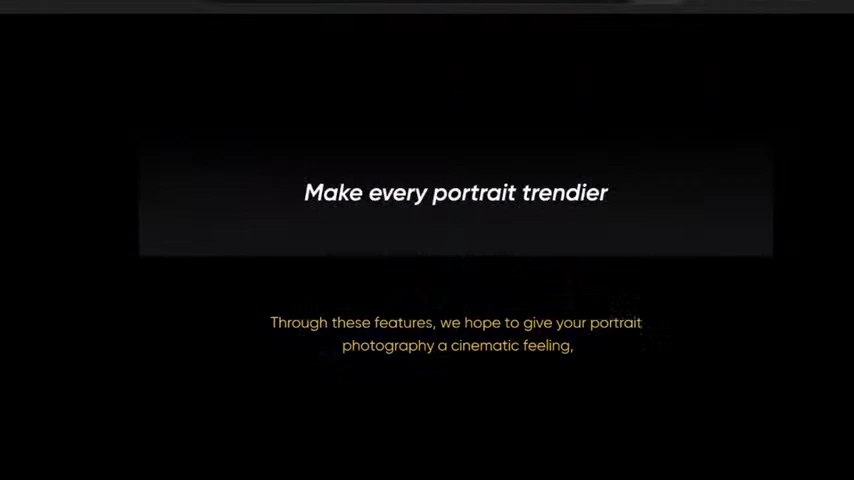 Make every portrait trendier
Through these features, we hope to give your portrait
photography a cinematic feeling,